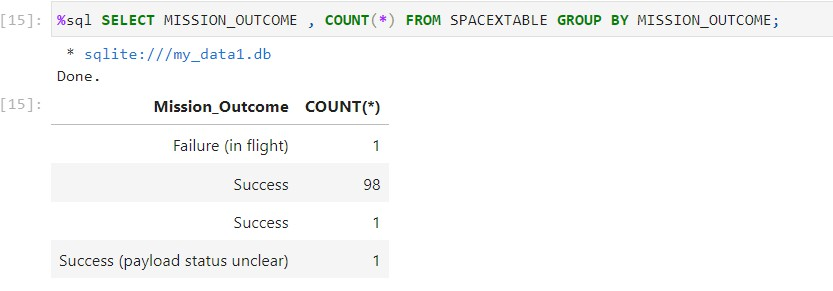 [15]: %sql SELECT MISSION_OUTCOME , COUNT(*) FROM SPACEXTABLE GROUP BY MISSION_OUTCOME;
* sqlite:///my_data1.db
Done.
[15]: Mission_Outcome COUNT(*)
Failure (in flight) 1
Success 98
Success 1
Success (payload status unclear) 1